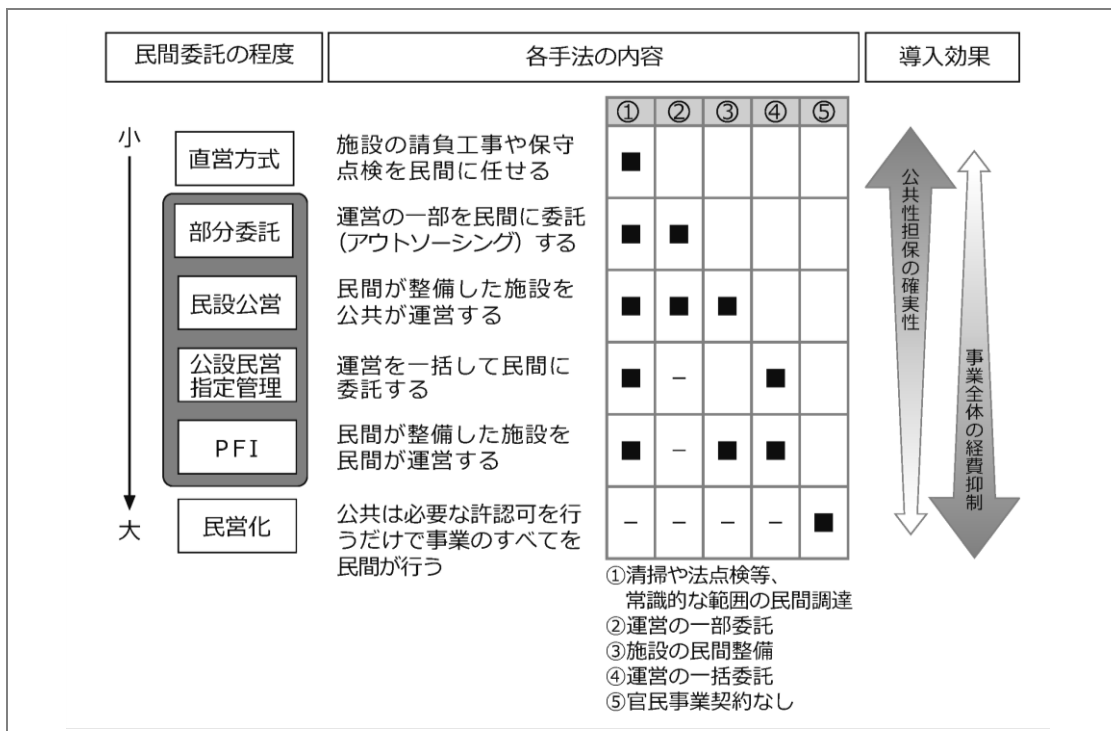 民間委託の程度
各手法の内容
導入効果
① ② ③ ④ ⑤
小
直営方式
施設の請負工事や保守
点検を民間に任せる
■
部分委託
運営の一部を民間に委託
（アウトソーシング）する
■ ■
民設公営
民間が整備した施設を
公共が運営する
■ ■ ■
公設民営
指定管理
運営を一括して民間に
委託する
■ － ■
PFI
民間が整備した施設を
民間が運営する
■ － ■ ■
大
民営化
公共は必要な許認可を行
うだけで事業のすべてを
民間が行う
－ － － － ■
公共性担保の確実性
事業全体の経費抑制
①清掃や法点検等、
常識的な範囲の民間調達
②運営の一部委託
③施設の民間整備
④運営の一括委託
⑤官民事業契約なし